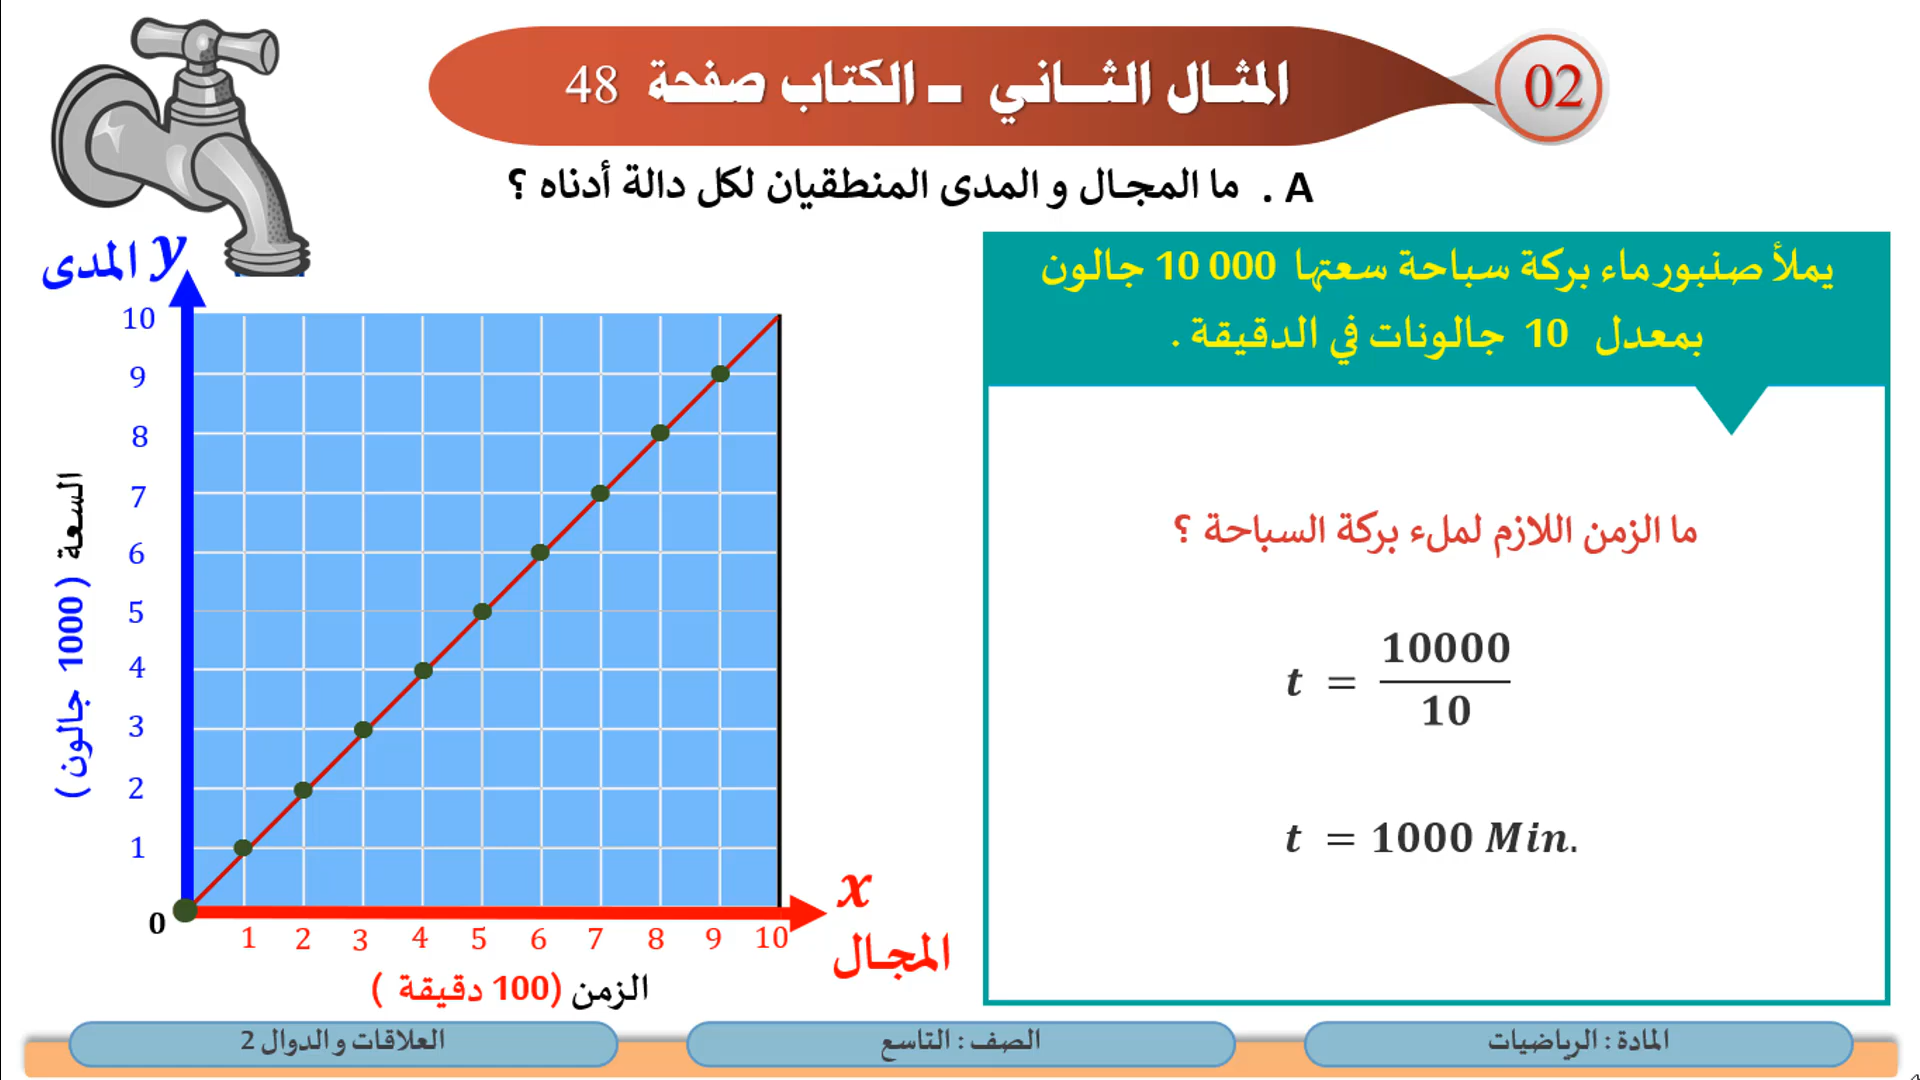 المثال الثاني - الكتاب صفحة 48
02
A . ما المجال و المدى المنطقيان لكل دالة أدناه ؟
يملأ صنبور ماء بركة سباحة سعتها 000 10 جالون
بمعدل 10 جالونات في الدقيقة .
ما الزمن اللازم لملء بركة السباحة ؟
t = 10000/10
t = 1000 Min.
y المدى
السعة ( 1000 جالون )
10
9
8
7
6
5
4
3
2
1
0
1 2 3 4 5 6 7 8 9 10
x
المجال
الزمن (100 دقيقة )
المادة : الرياضيات
الصف : التاسع
العلاقات و الدوال 2